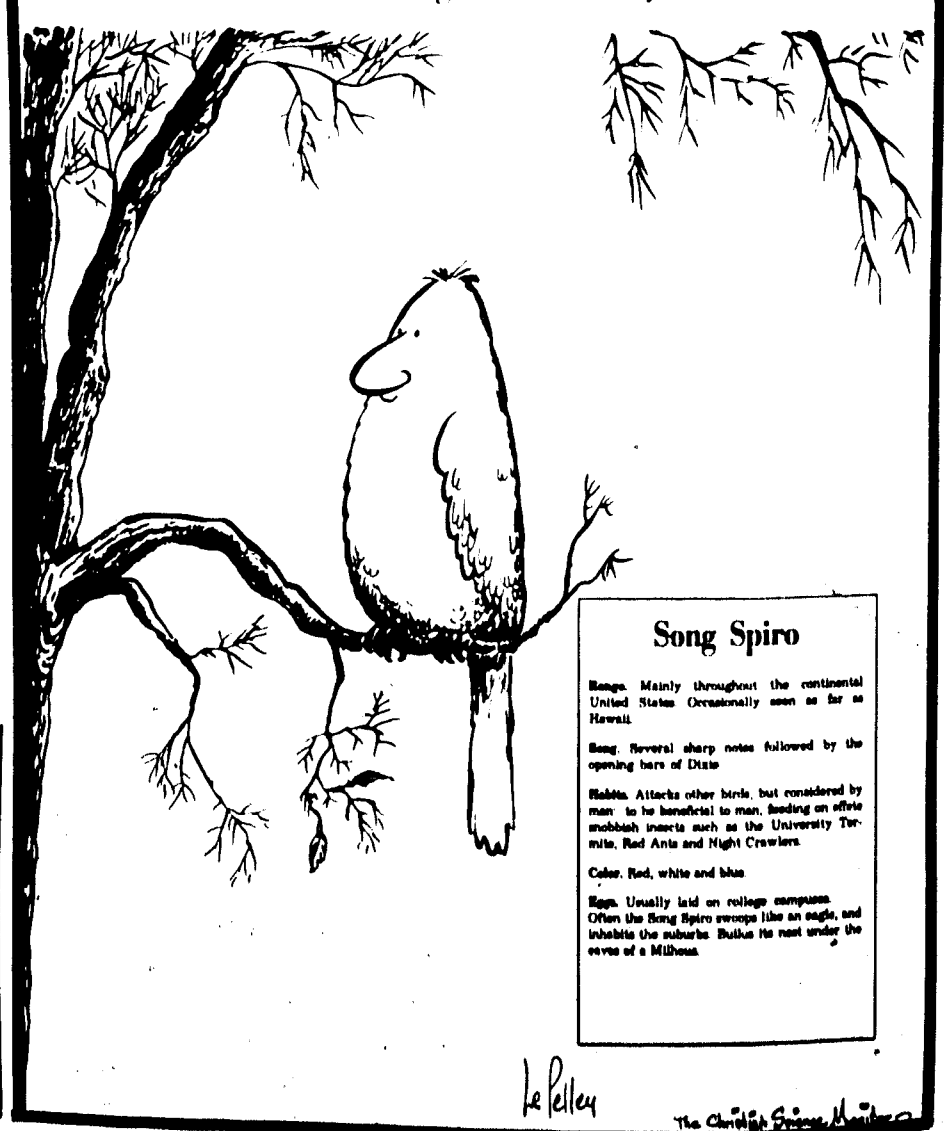 Song Spiro
Range. Mainly throughout the continental
United States. Occasionally seen as far as
Hawaii.
Song. Several sharp notes followed by the
opening bars of Dixie
Habits. Attacks other birds, but considered by
man to be beneficial to man, feeding on effete
snobbish insects such as the University Ter-
mite, Red Ants and Night Crawlers.
Color. Red, white and blue.
Eggs. Usually laid on college campuses.
Often the Song Spiro swoops like an eagle, and
inhabits the suburbs. Builds its nest under the
eaves of a Milhous.
Le Pelley
The Christian Science Monitor